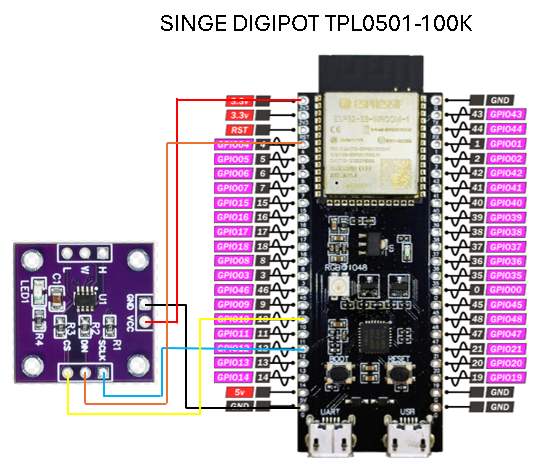 SINGE DIGIPOT TPL0501-100K
3.3v
3.3v
RST
GPIO04 4
GPIO05 5
GPIO06 6
GPIO07 7
GPIO15 15
GPIO16 16
GPIO17 17
GPIO18 18
GPIO08 8
GPIO03 3
GPIO46 46
GPIO09 9
GPIO10 10
GPIO11 11
GPIO12 12
GPIO13 13
GPIO14 14
5v
GND
GND
43 GPIO43
44 GPIO44
1 GPIO01
2 GPIO02
42 GPIO42
41 GPIO41
40 GPIO40
39 GPIO39
38 GPIO38
37 GPIO37
36 GPIO36
35 GPIO35
0 GPIO00
45 GPIO45
48 GPIO48
47 GPIO47
21 GPIO21
20 GPIO20
19 GPIO19
GND
GND
ESP32-S3-WROOM-1
RGB@IO48
BOOT
RESET
UART
USB
L
W
H
C1
U1
LED1
R4
R3
R2
R1
CS
DIN
SCLK
GND
VCC